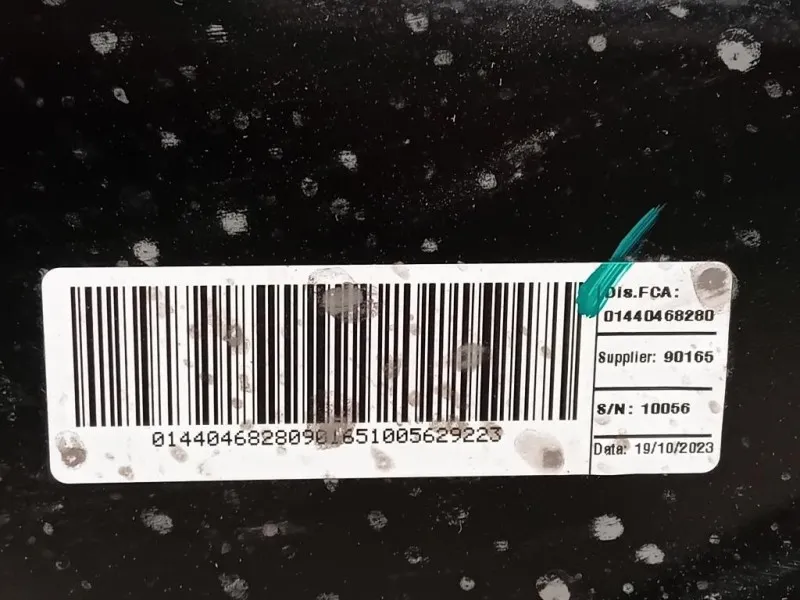 01440468280901651005629223
Dis.FCA:
01440468280
Supplier: 90165
S/N: 10056
Data: 19/10/2023